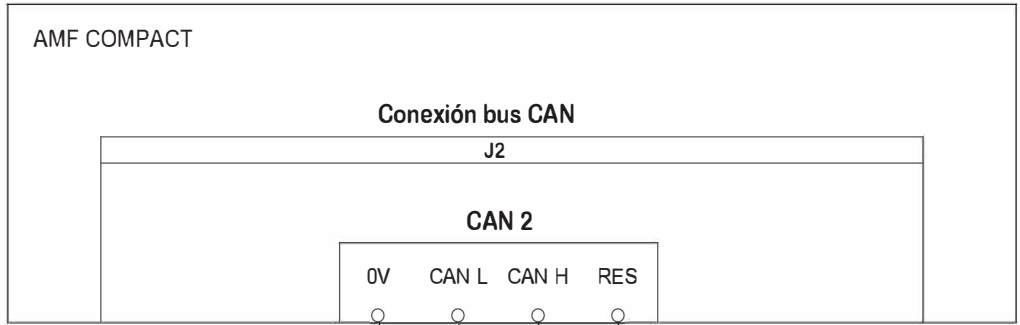 AMF COMPACT
Conexión bus CAN
J2
CAN 2
0V CAN L CAN H RES